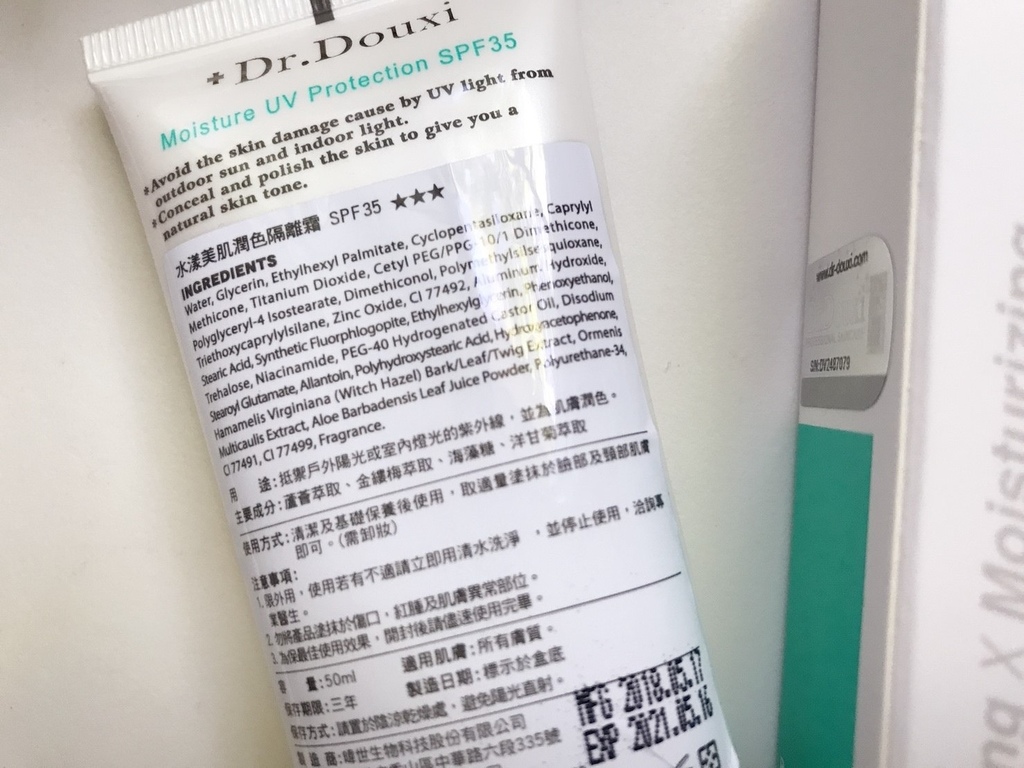 Dr.Douxi
Moisture UV Protection SPF35
Avoid the skin damage cause by UV light from
outdoor sun and indoor light.
Conceal and polish the skin to give you a
natural skin tone.
水漾美肌潤色隔離霜 SPF35 ★★★
INGREDIENTS
Water, Glycerin, Ethylhexyl Palmitate, Cyclopentasiloxane, Caprylyl
Methicone, Titanium Dioxide, Cetyl PEG/PPG-10/1 Dimethicone,
Polyglyceryl-4 Isostearate, Dimethiconol, Polymethylsilsesquioxane,
Triethoxycaprylylsilane, Zinc Oxide, CI 77492, Aluminum Hydroxide,
Stearic Acid, Synthetic Fluorphlogopite, Ethylhexylglycerin, Phenoxyethanol,
Trehalose, Niacinamide, PEG-40 Hydrogenated Castor Oil, Disodium
Stearoyl Glutamate, Allantoin, Polyhydroxystearic Acid, Hydroxyacetophenone,
Hamamelis Virginiana (Witch Hazel) Bark/Leaf/Twig Extract, Ormenis
Multicaulis Extract, Aloe Barbadensis Leaf Juice Powder, Polyurethane-34,
CI 77491, CI 77499, Fragrance.
用 途:抵禦戶外陽光或室內燈光的紫外線，並為肌膚潤色。
主要成分:蘆薈萃取、金縷梅萃取、海藻糖、洋甘菊萃取
使用方式:清潔及基礎保養後使用，取適量塗抹於臉部及頸部肌膚
即可。(需卸妝)
注意事項:
1. 限外用，使用若有不適請立即用清水洗淨 ，並停止使用，洽詢專
業醫生。
2. 勿將產品塗抹於傷口，紅腫及肌膚異常部位。
3. 為保最佳使用效果，開封後請儘速使用完畢。
容 量:50ml 適用肌膚:所有膚質。
保存期限:三年 製造日期:標示於盒底
保存方式:請置於陰涼乾燥處，避免陽光直射。
製 造 商:緯世生物科技股份有限公司
香山區中華路六段335號
MFG 2018.05.17
EXP 2021.05.16
www.dr-douxi.com
S/N:DY2487079
ng X Moisturizing